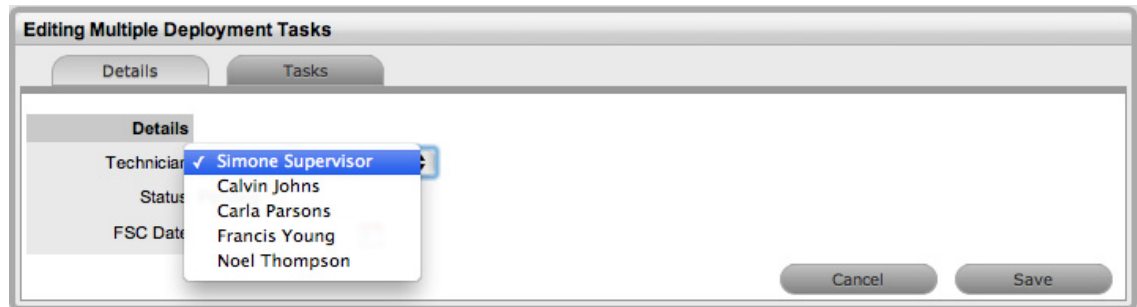 Editing Multiple Deployment Tasks
Details Tasks
Details
Technician ✓ Simone Supervisor
Calvin Johns
Status
Carla Parsons
FSC Date Francis Young
Noel Thompson
Cancel Save